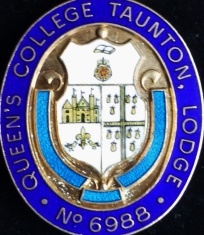 QUEEN'S COLLEGE TAUNTON, LODGE
Nº 6988